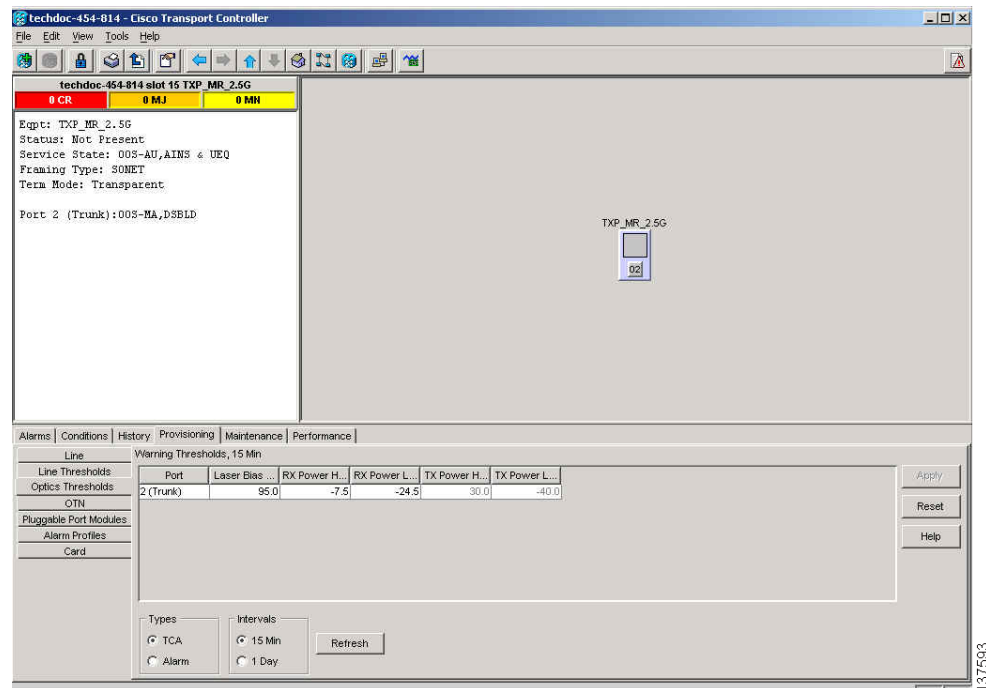 techdoc-454-814 - Cisco Transport Controller
File Edit View Tools Help
techdoc-454-814 slot 15 TXP_MR_2.5G
0 CR 0 MJ 0 MN
Eqpt: TXP_MR_2.5G
Status: Not Present
Service State: OOS-AU,AINS & UEQ
Framing Type: SONET
Term Mode: Transparent
Port 2 (Trunk):OOS-MA,DSBLD
TXP_MR_2.5G
02
Alarms Conditions History Provisioning Maintenance Performance
Line
Line Thresholds
Optics Thresholds
OTN
Pluggable Port Modules
Alarm Profiles
Card
Warning Thresholds, 15 Min
Port Laser Bias ... RX Power H... RX Power L... TX Power H... TX Power L...
2 (Trunk) 95.0 -7.5 -24.5 30.0 -40.0
Apply
Reset
Help
Types
TCA
Alarm
Intervals
15 Min
1 Day
Refresh
137593